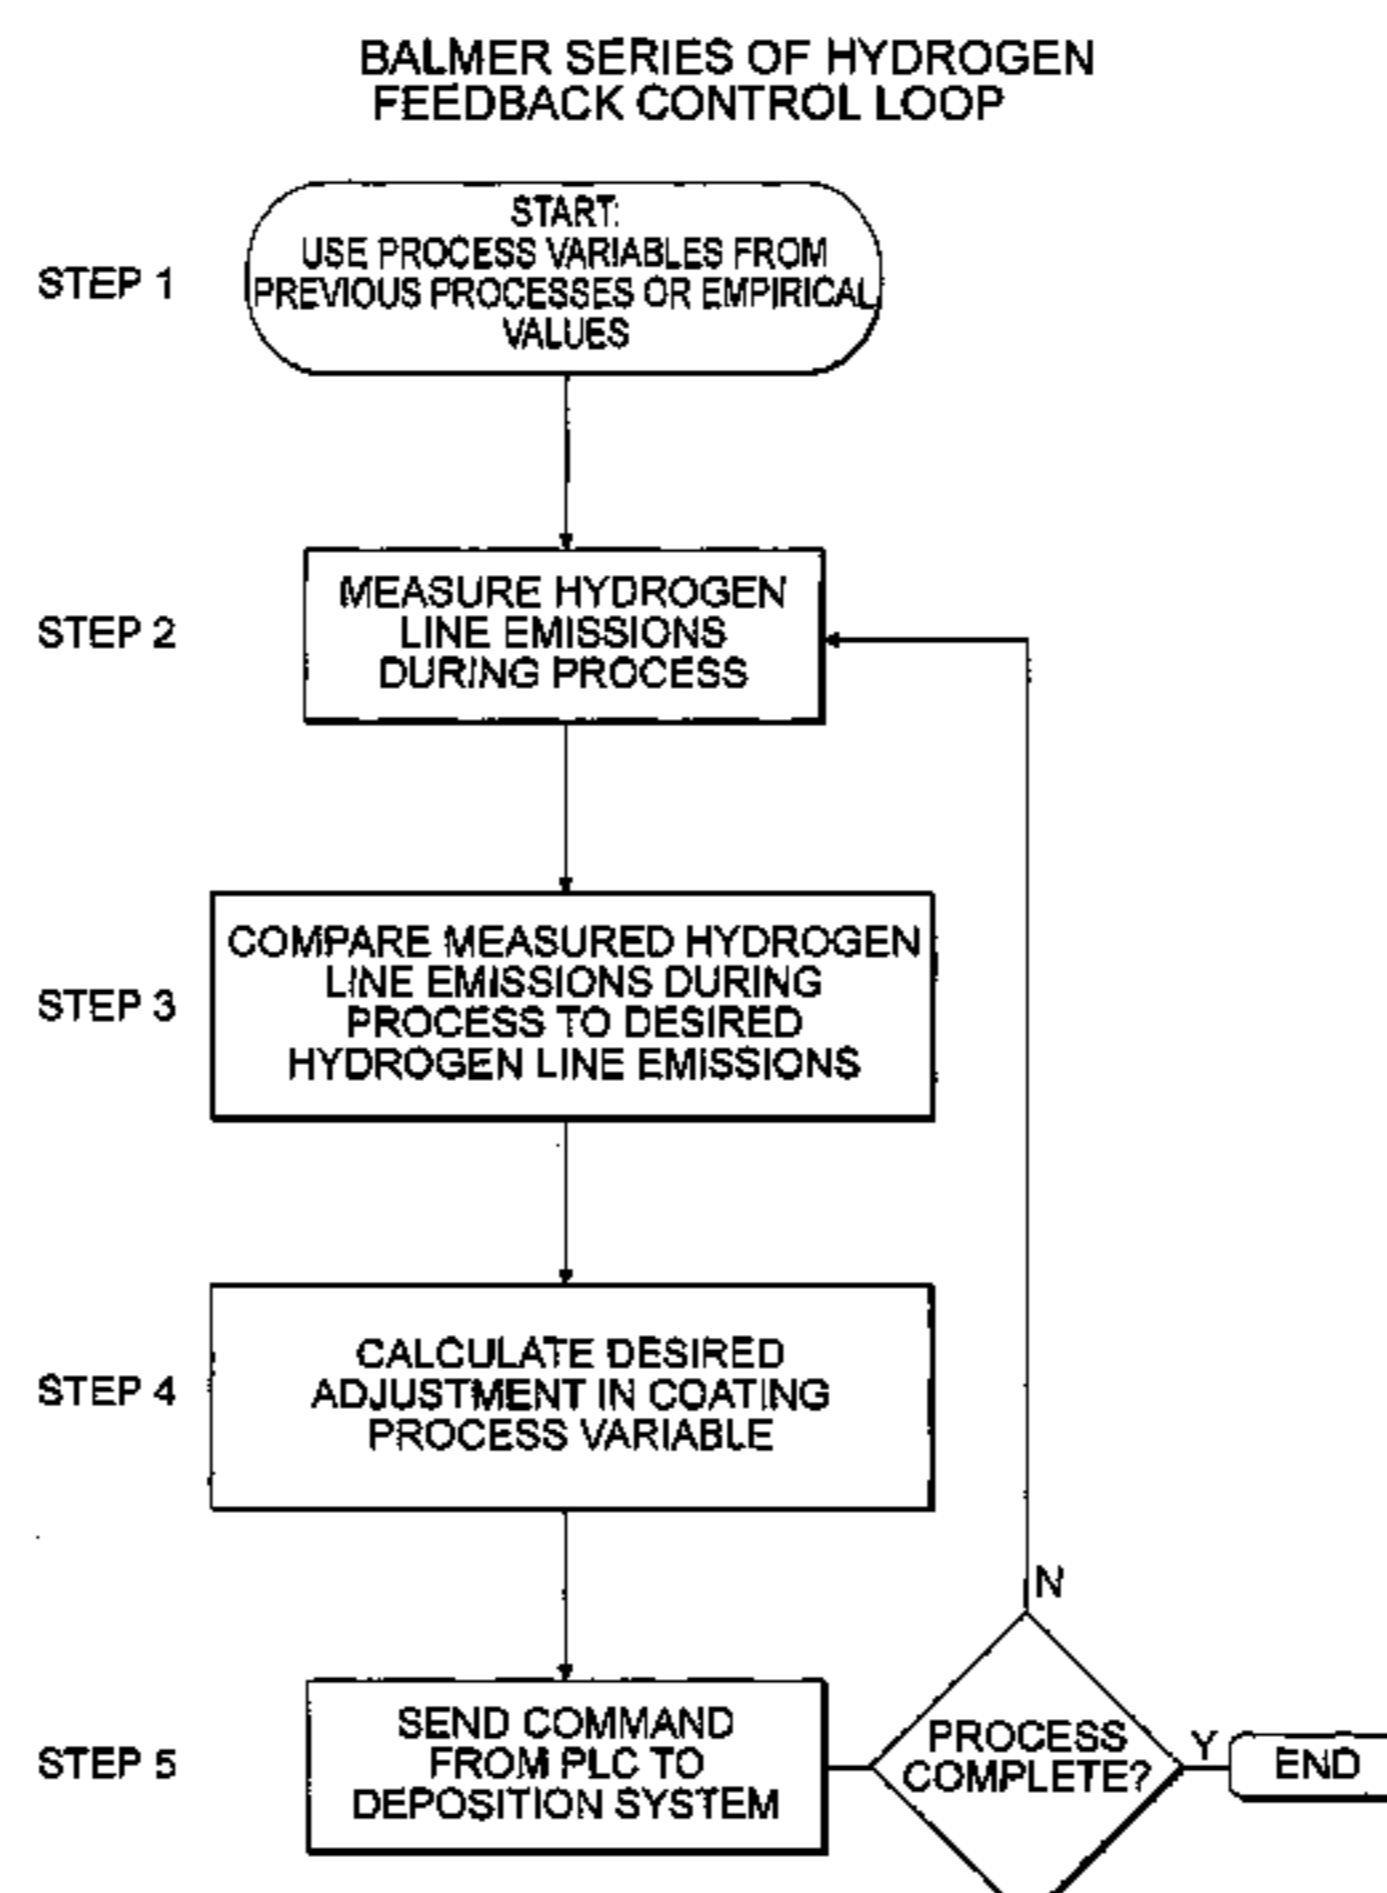 BALMER SERIES OF HYDROGEN
FEEDBACK CONTROL LOOP
STEP 1
START:
USE PROCESS VARIABLES FROM
PREVIOUS PROCESSES OR EMPIRICAL
VALUES
STEP 2
MEASURE HYDROGEN
LINE EMISSIONS
DURING PROCESS
STEP 3
COMPARE MEASURED HYDROGEN
LINE EMISSIONS DURING
PROCESS TO DESIRED
HYDROGEN LINE EMISSIONS
STEP 4
CALCULATE DESIRED
ADJUSTMENT IN COATING
PROCESS VARIABLE
N
STEP 5
SEND COMMAND
FROM PLC TO
DEPOSITION SYSTEM
PROCESS
COMPLETE?
Y
END